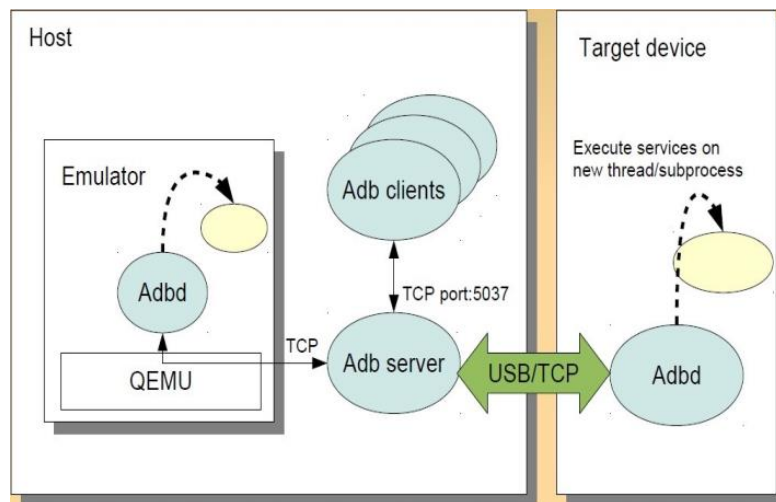 Host
Target device
Execute services on
new thread/subprocess
Emulator
Adb clients
Adbd
TCP port:5037
TCP
Adb server
USB/TCP
Adbd
QEMU